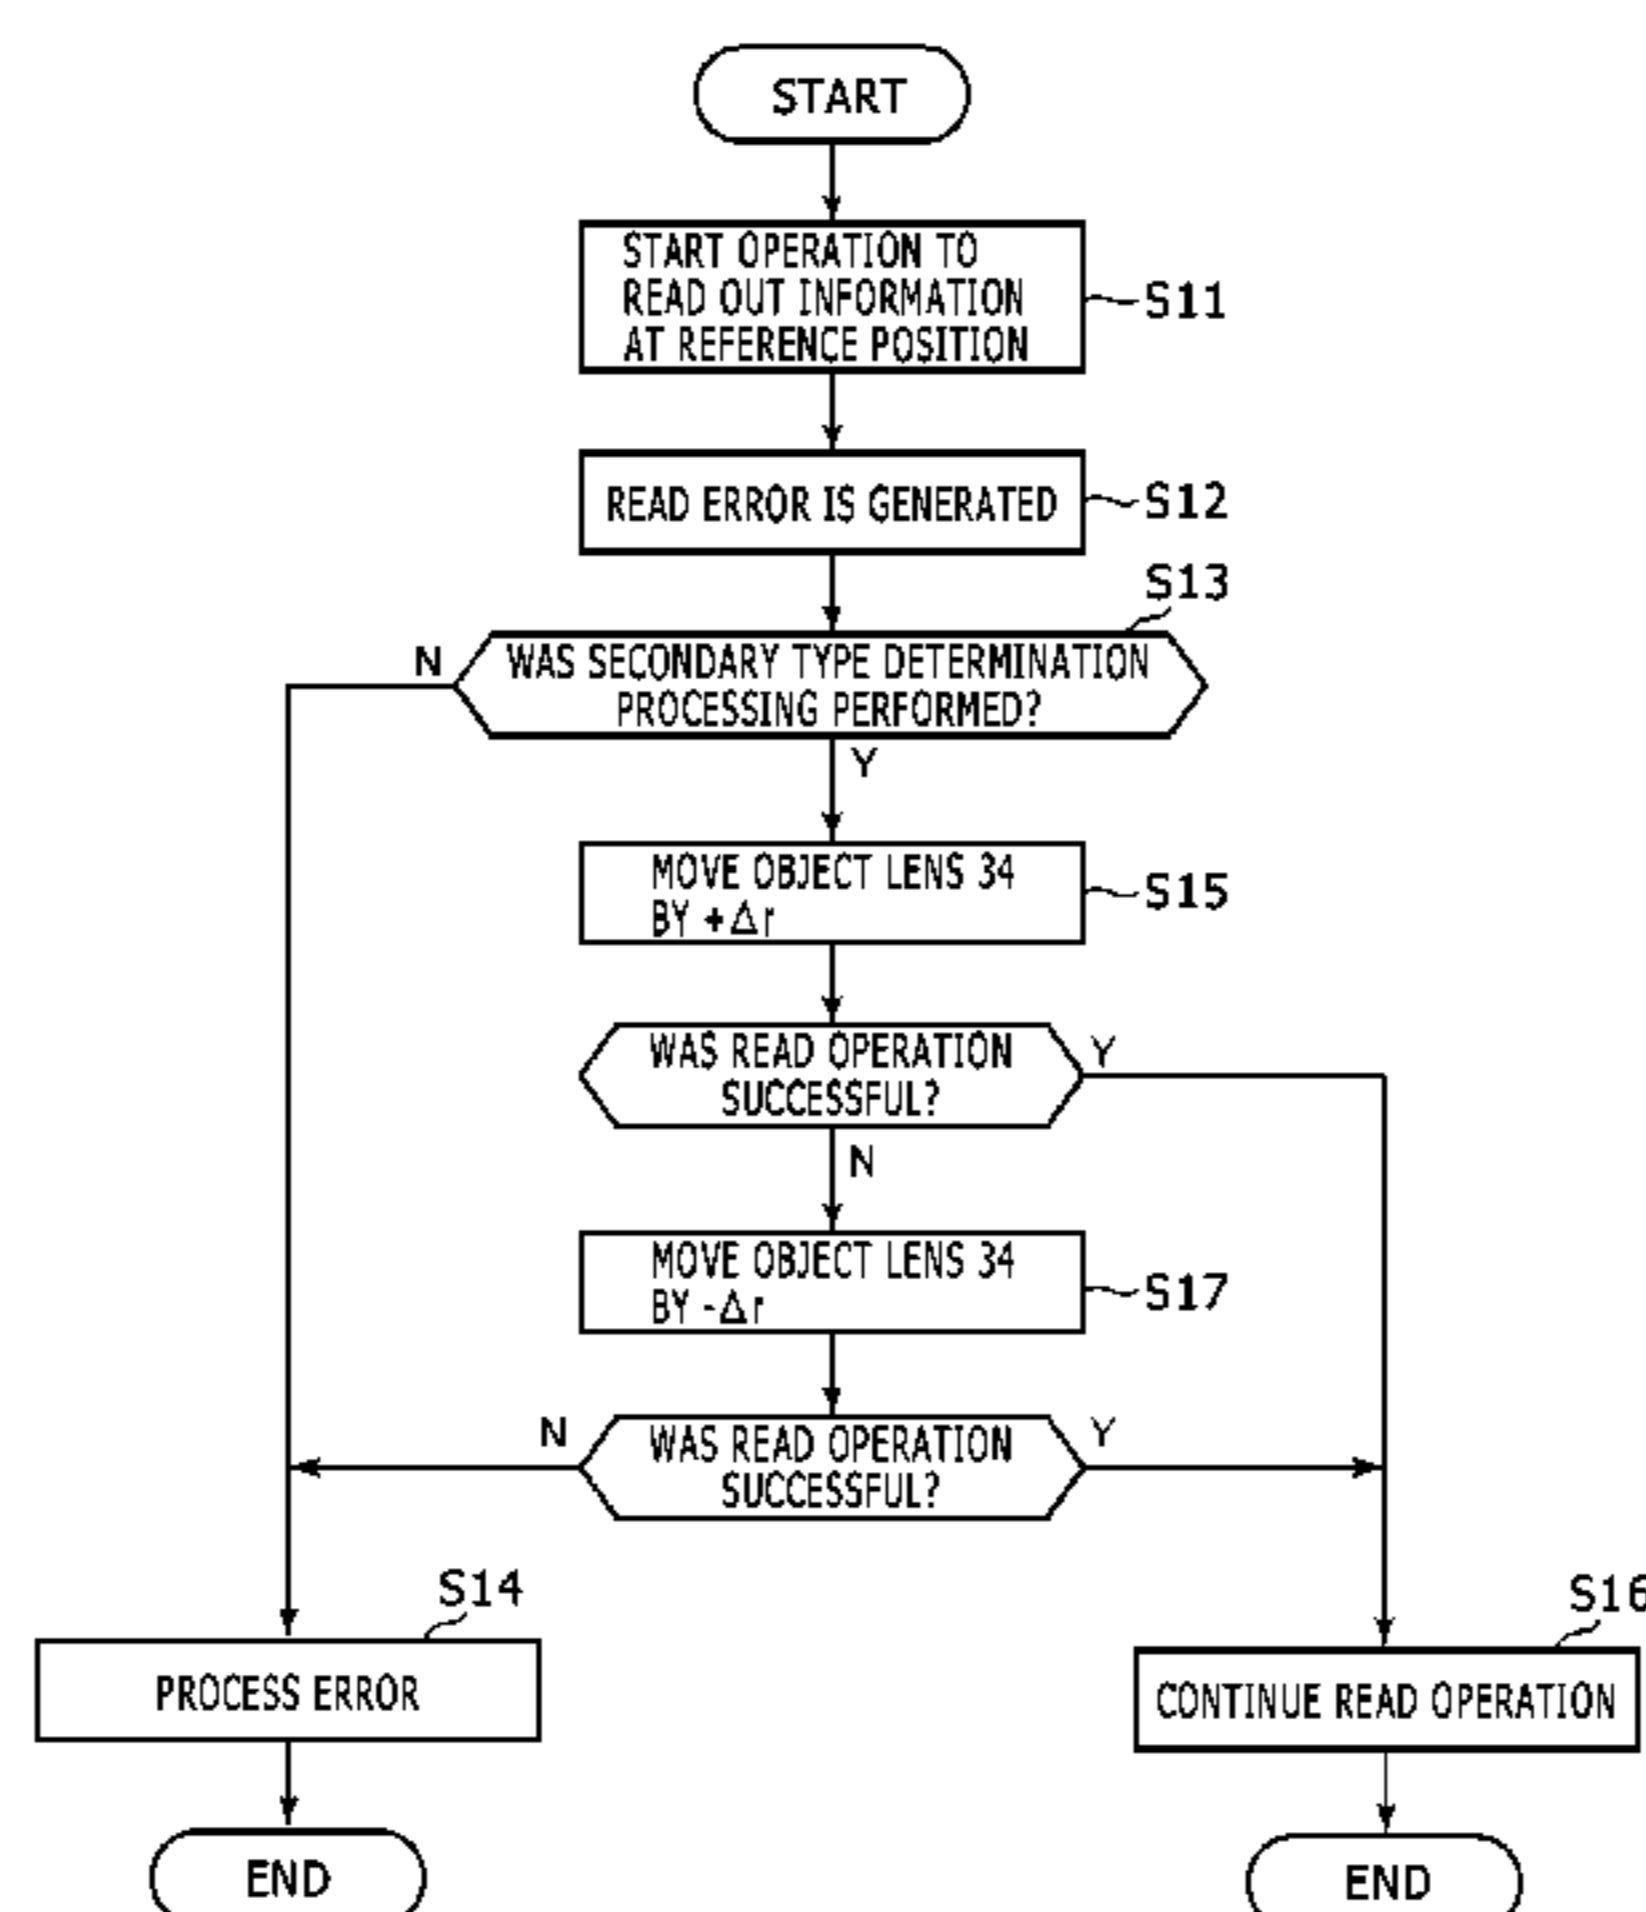 START
START OPERATION TO
READ OUT INFORMATION
AT REFERENCE POSITION
S11
READ ERROR IS GENERATED
S12
S13
N
WAS SECONDARY TYPE DETERMINATION
PROCESSING PERFORMED?
Y
MOVE OBJECT LENS 34
BY +Δr
S15
WAS READ OPERATION
SUCCESSFUL?
Y
N
MOVE OBJECT LENS 34
BY -Δr
S17
N
WAS READ OPERATION
SUCCESSFUL?
Y
S14
PROCESS ERROR
END
S16
CONTINUE READ OPERATION
END